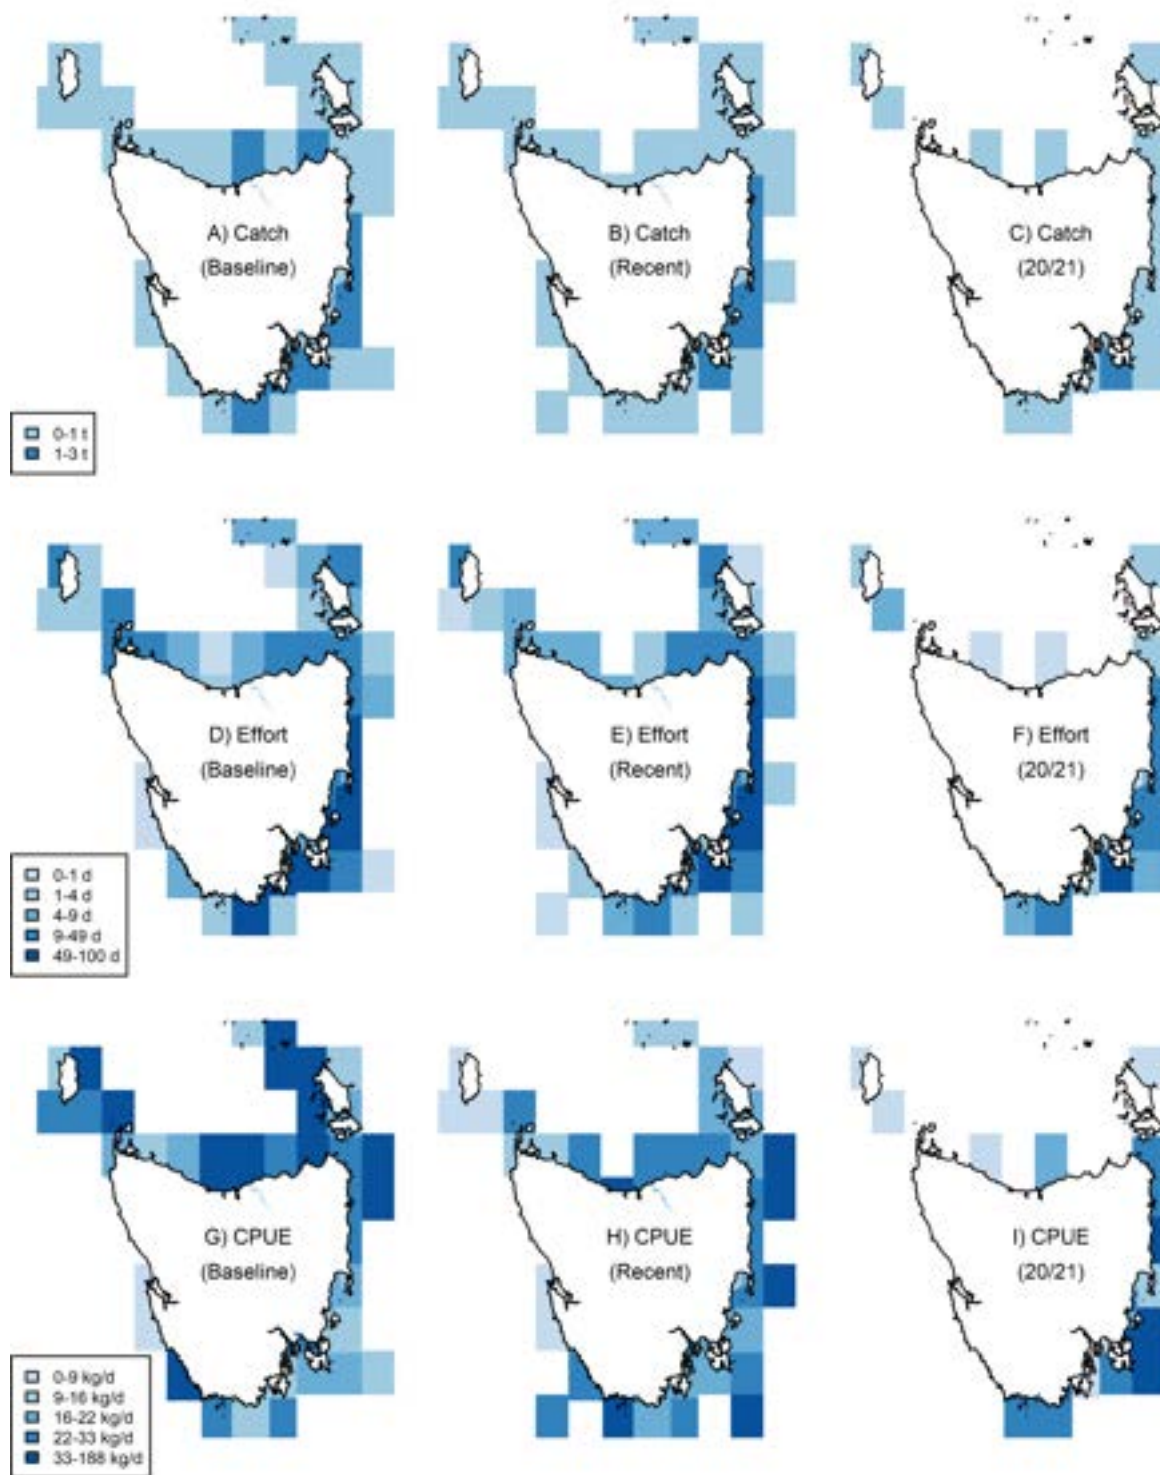 A) Catch
(Baseline)
B) Catch
(Recent)
C) Catch
(20/21)
0-1 t
1-3 t
D) Effort
(Baseline)
E) Effort
(Recent)
F) Effort
(20/21)
0-1 d
1-4 d
4-9 d
9-49 d
49-100 d
G) CPUE
(Baseline)
H) CPUE
(Recent)
I) CPUE
(20/21)
0-9 kg/d
9-16 kg/d
16-22 kg/d
22-33 kg/d
33-188 kg/d